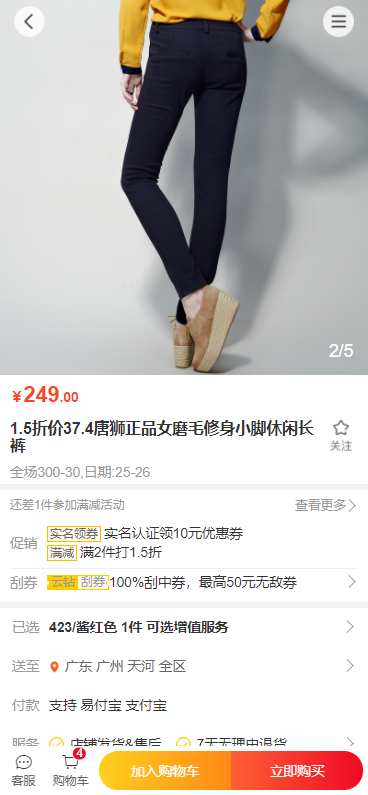 2/5
¥249.00
1.5折价37.4唐狮正品女磨毛修身小脚休闲长
裤
关注
全场300-30,日期:25-26
还差1件参加满减活动 查看更多
促销 实名领券 实名认证领10元优惠券
满减 满2件打1.5折
刮券 云钻 刮券 100%刮中券，最高50元无敌券
已选 423/酱红色 1件 可选增值服务
送至 广东 广州 天河 全区
付款 支持 易付宝 支付宝
服务 店铺发货&售后 7天无理由退货
4
客服 购物车 加入购物车 立即购买